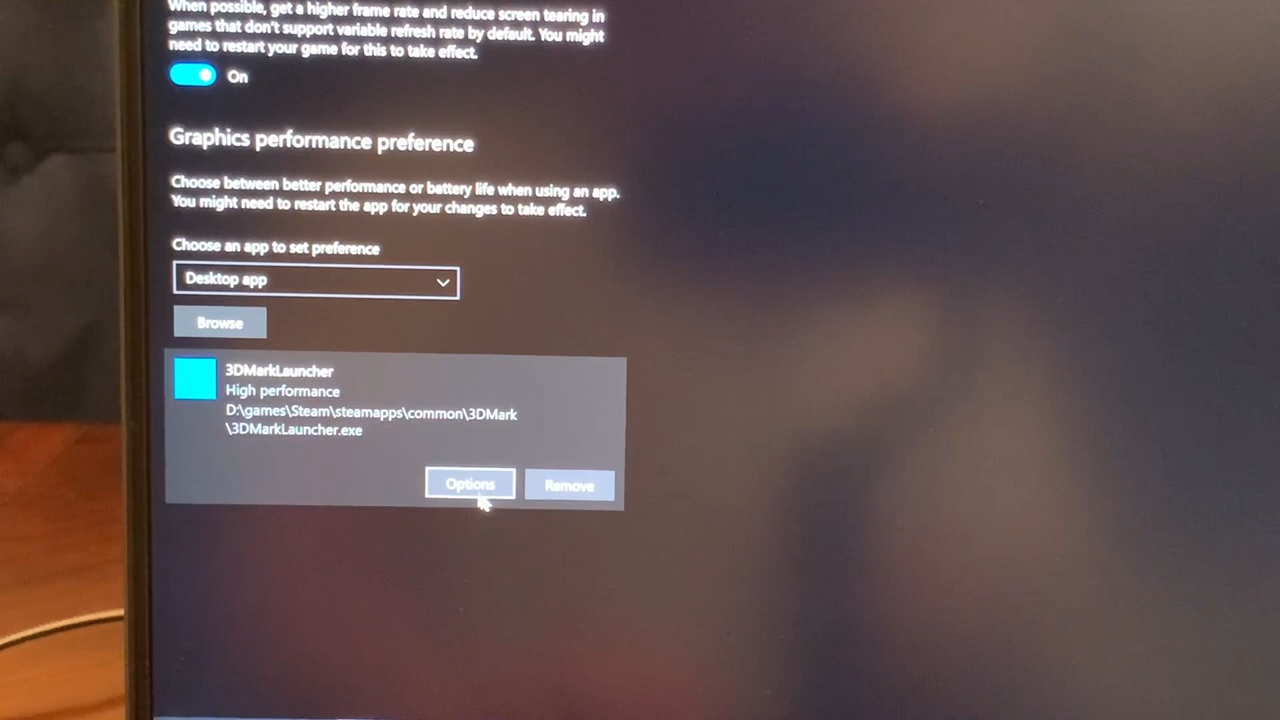 When possible, get a higher frame rate and reduce screen tearing in
games that don't support variable refresh rate by default. You might
need to restart your game for this to take effect.
On
Graphics performance preference
Choose between better performance or battery life when using an app.
You might need to restart the app for your changes to take effect.
Choose an app to set preference
Desktop app
Browse
3DMarkLauncher
High performance
D:\games\Steam\steamapps\common\3DMark
\3DMarkLauncher.exe
Options Remove